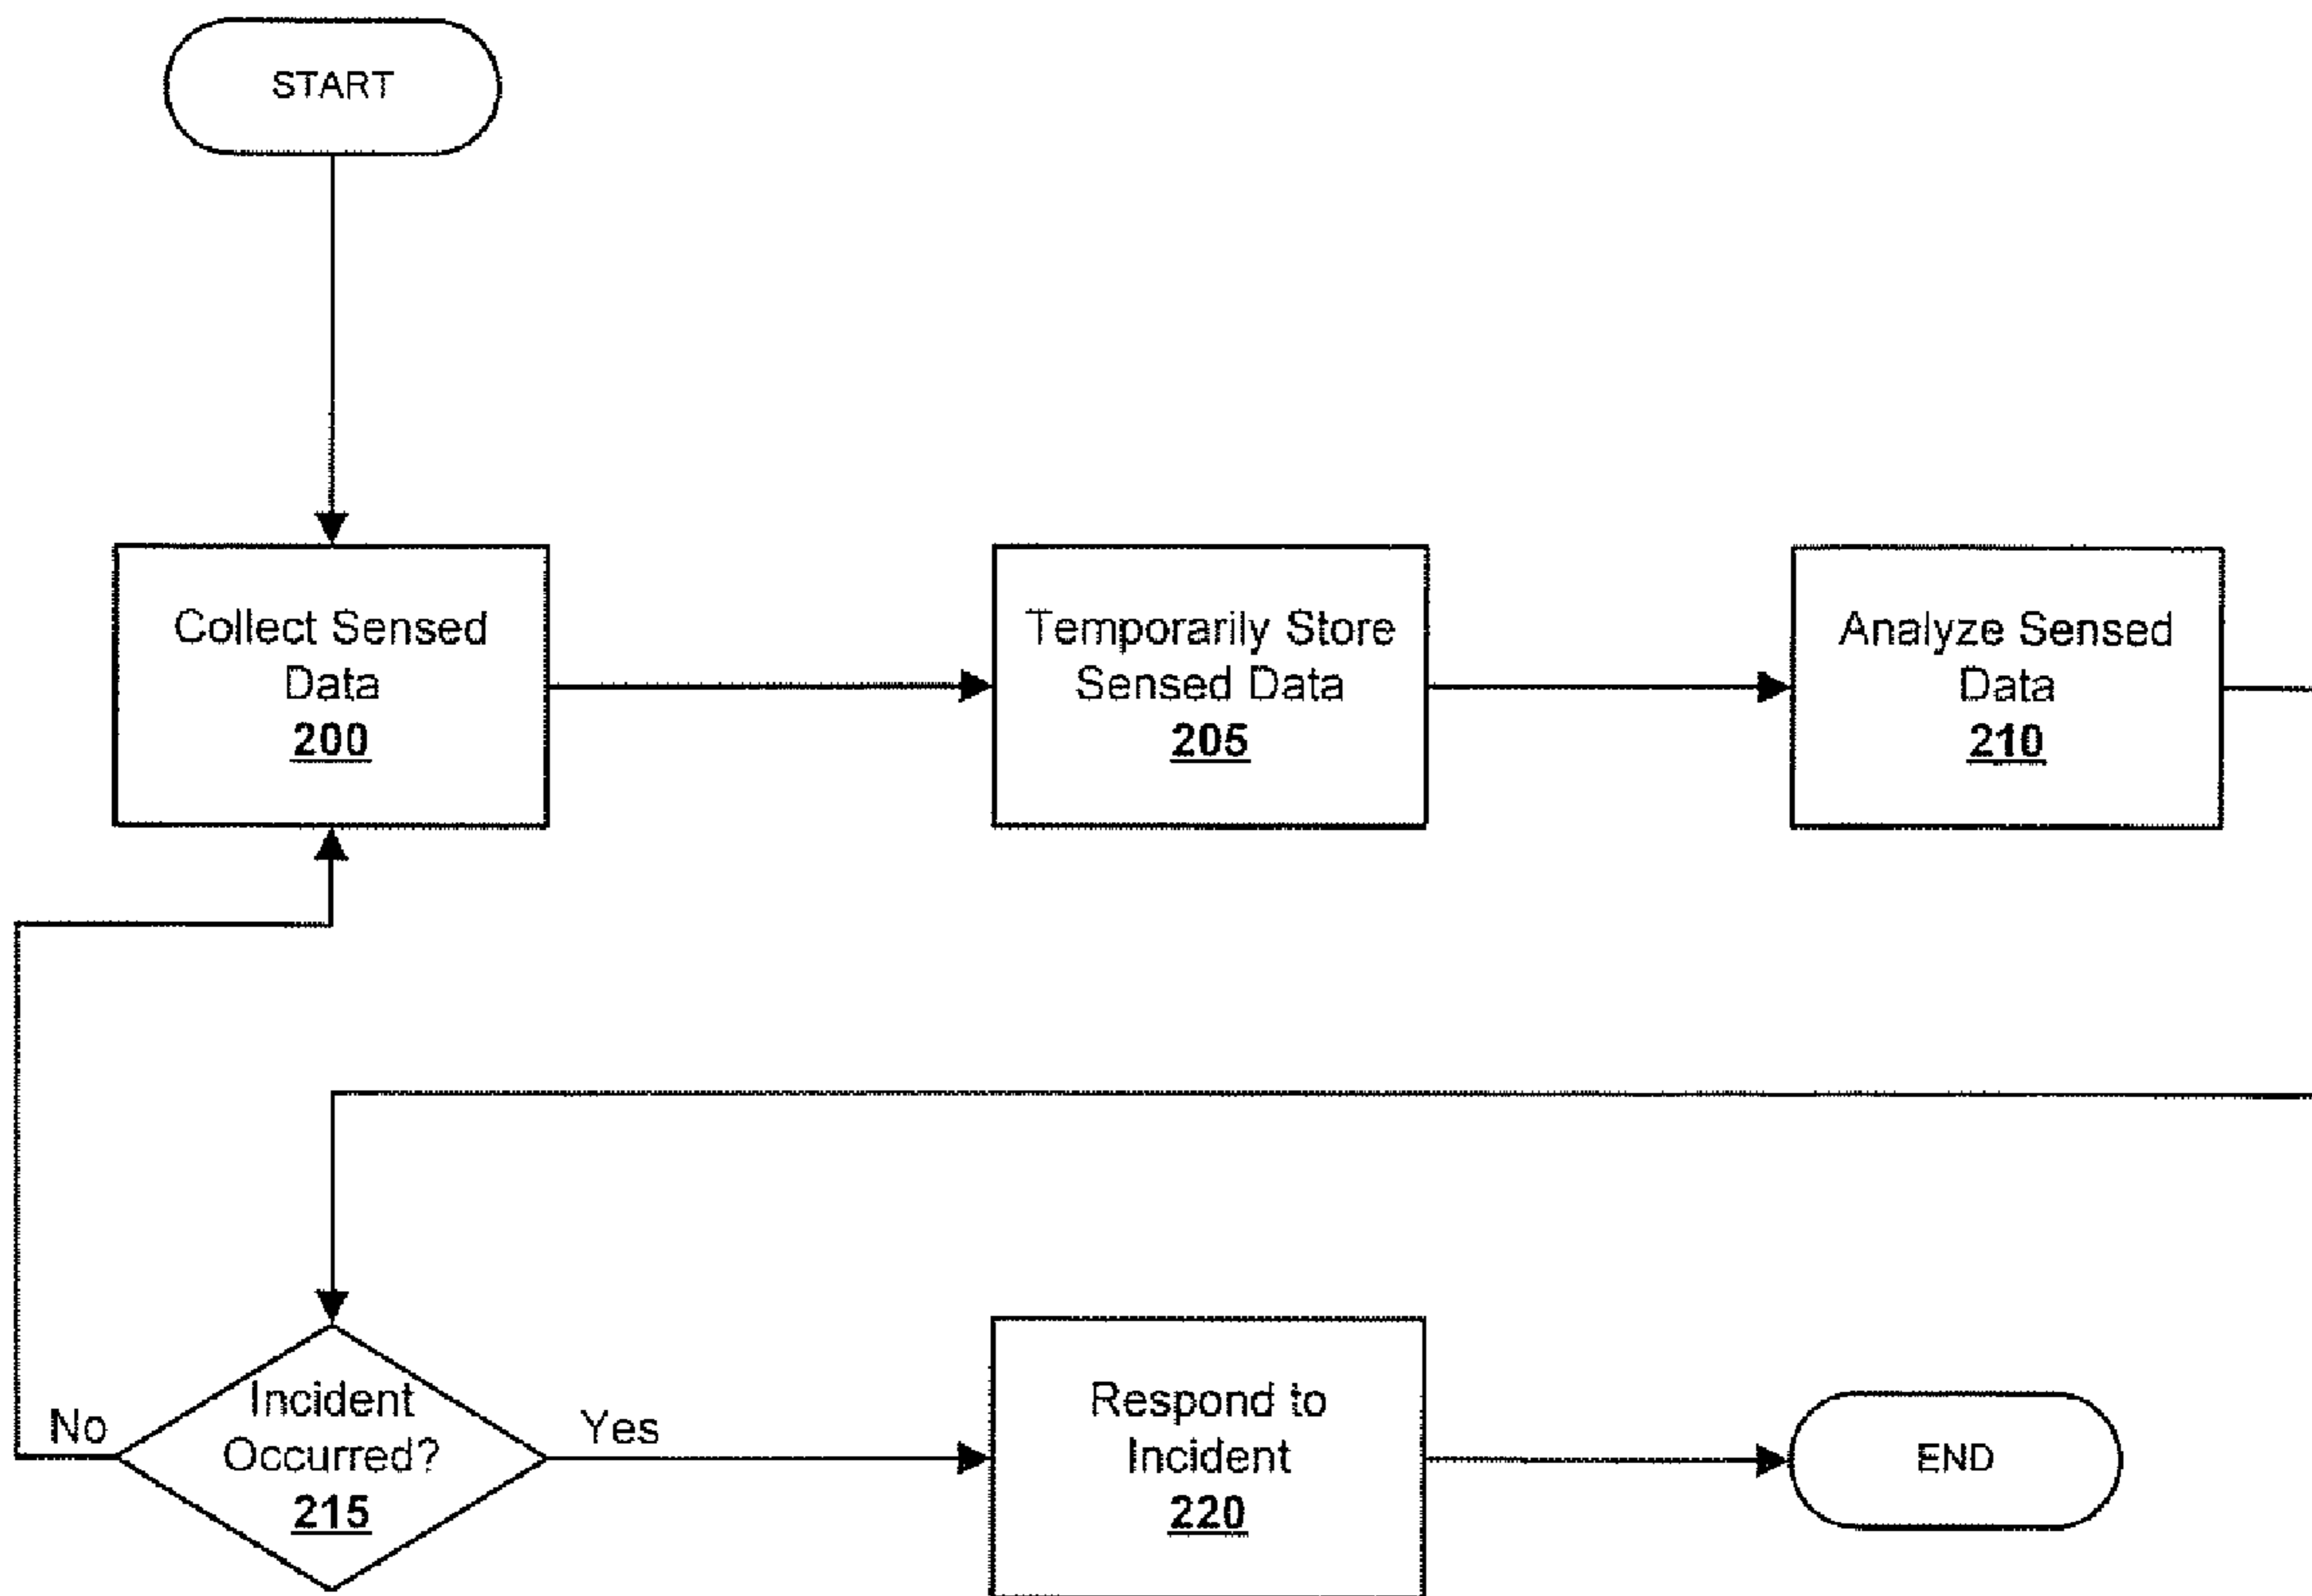 START
Collect Sensed
Data
200
Temporarily Store
Sensed Data
205
Analyze Sensed
Data
210
No
Incident
Occurred?
215
Yes
Respond to
Incident
220
END